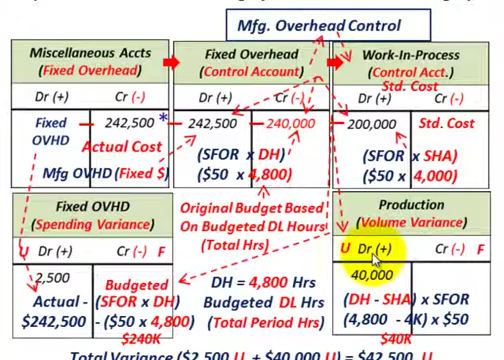 Mfg. Overhead Control
Miscellaneous Accts
(Fixed Overhead)
Dr (+) Cr (-)
Fixed
OVHD
242,500 *
Actual Cost
Mfg OVHD (Fixed $)
Fixed Overhead
(Control Account)
Dr (+) Cr (-)
242,500 240,000
(SFOR x DH)
($50 x 4,800)
Work-In-Process
(Control Acct.)
Std. Cost
Dr (+) Cr (-)
200,000 Std. Cost
(SFOR x SHA)
($50 x 4,000)
Fixed OVHD
(Spending Variance)
U Dr (+) Cr (-) F
2,500
Budgeted
Actual - (SFOR x DH)
$242,500 - ($50 x 4,800)
$240K
Original Budget Based
On Budgeted DL Hours
(Total Hrs)
DH = 4,800 Hrs
Budgeted DL Hrs
(Total Period Hrs)
Production
(Volume Variance)
U Dr (+) Cr (-) F
40,000
(DH - SHA) x SFOR
(4,800 - 4K) x $50
$40K
Total Variance ($2,500 U + $40,000 U = $42,500 U